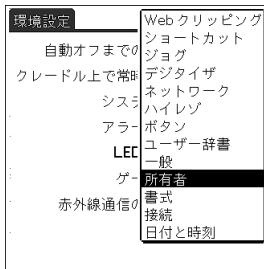 環境設定
自動オフまでの
クレードル上で常時
システ
アラー
LED
ゲー
赤外線通信の
Webクリッピング
ショートカット
ジョグ
デジタイザ
ネットワーク
ハイレゾ
ボタン
ユーザー辞書
一般
所有者
書式
接続
日付と時刻